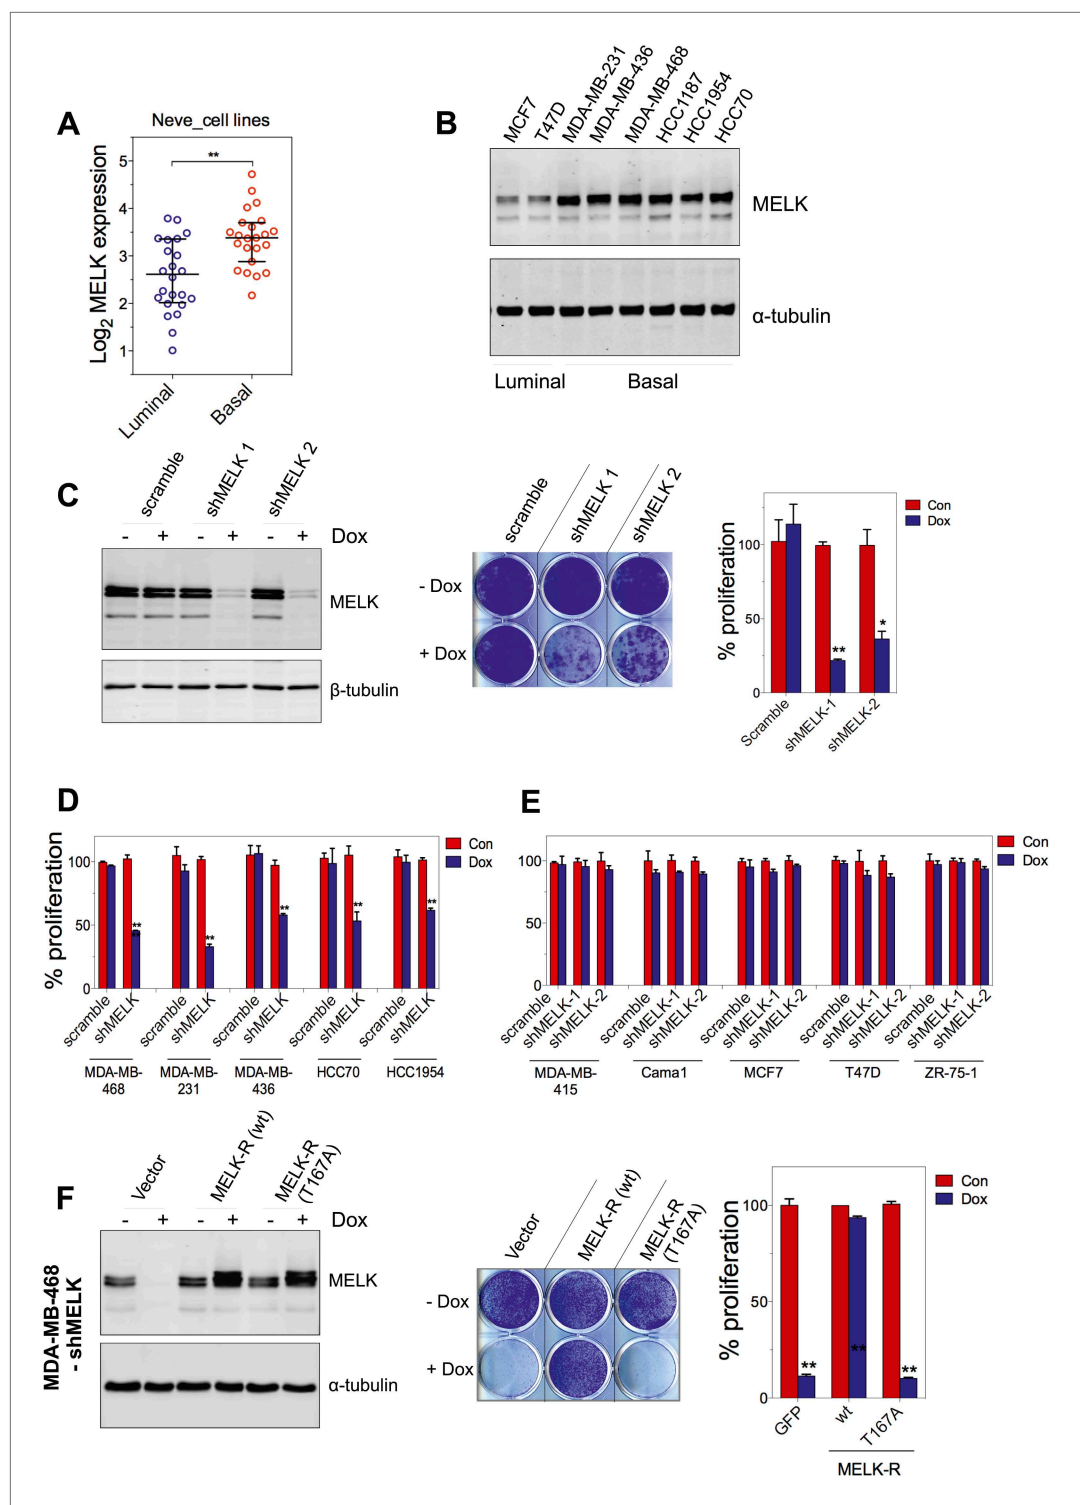 A
Neve_cell lines
**
Log2 MELK expression
5
4
3
2
1
Luminal
Basal
B
MCF7
T47D
MDA-MB-231
MDA-MB-436
MDA-MB-468
HCC1187
HCC1954
HCC70
MELK
α-tubulin
Luminal
Basal
C
scramble
shMELK 1
shMELK 2
- + - + - +
Dox
MELK
β-tubulin
scramble
shMELK 1
shMELK 2
- Dox
+ Dox
% proliferation
100
50
0
Con
Dox
**
*
Scramble
shMELK-1
shMELK-2
D
% proliferation
100
50
0
Con
Dox
** ** ** ** **
scramble
shMELK
scramble
shMELK
scramble
shMELK
scramble
shMELK
scramble
shMELK
MDA-MB-
468
MDA-MB-
231
MDA-MB-
436
HCC70
HCC1954
E
100
50
0
Con
Dox
scramble
shMELK-1
shMELK-2
scramble
shMELK-1
shMELK-2
scramble
shMELK-1
shMELK-2
scramble
shMELK-1
shMELK-2
scramble
shMELK-1
shMELK-2
MDA-MB-
415
Cama1
MCF7
T47D
ZR-75-1
F
MDA-MB-468
- shMELK
Vector
MELK-R (wt)
MELK-R
(T167A)
- + - + - +
Dox
MELK
α-tubulin
Vector
MELK-R (wt)
MELK-R
(T167A)
- Dox
+ Dox
% proliferation
100
50
0
Con
Dox
**
**
**
GFP
wt
T167A
MELK-R